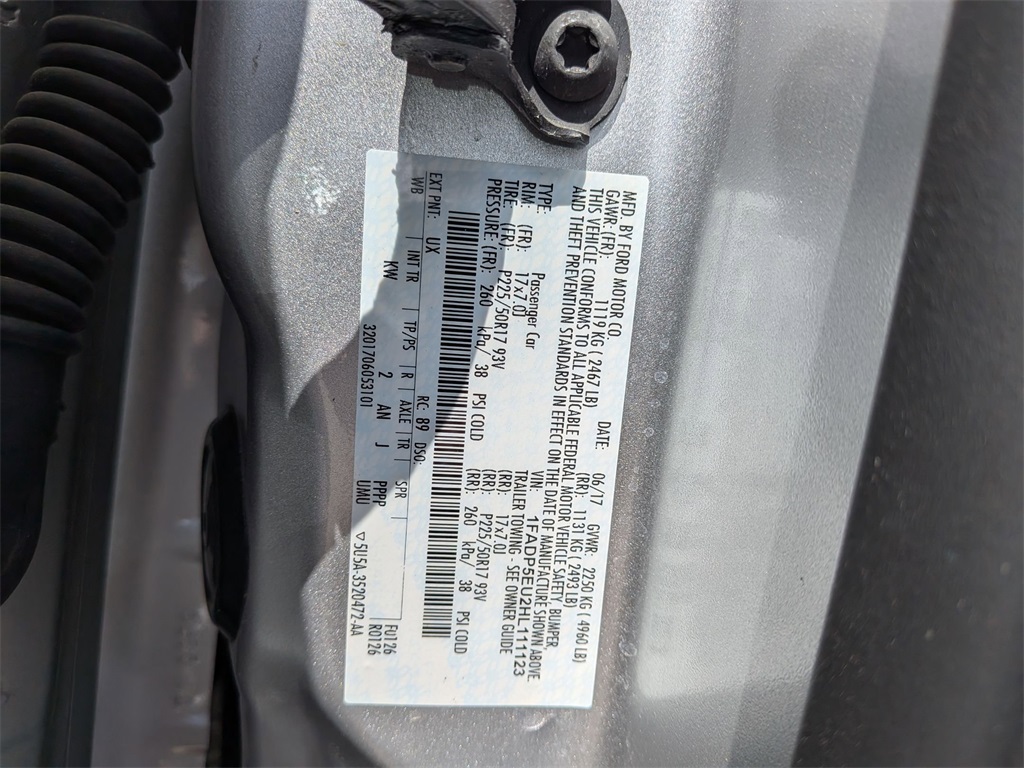 MFD. BY FORD MOTOR CO.
DATE: 06/17 GVWR: 2250 KG ( 4960 LB)
GAWR: (FR): 1119 KG ( 2467 LB) (RR): 1131 KG ( 2493 LB)
THIS VEHICLE CONFORMS TO ALL APPLICABLE FEDERAL MOTOR VEHICLE SAFETY, BUMPER,
AND THEFT PREVENTION STANDARDS IN EFFECT ON THE DATE OF MANUFACTURE SHOWN ABOVE.
VIN: 1FADP5EU2HL111123
TYPE: Passenger Car TRAILER TOWING - SEE OWNER GUIDE
RIM: (FR): 17x7.0J (RR): 17x7.0J
TIRE: (FR): P225/50R17 93V (RR): P225/50R17 93V
PRESSURE (FR): 260 kPa/ 38 PSI COLD (RR): 260 kPa/ 38 PSI COLD
EXT PNT: UX RC: 89 DSO: F0126
WB INT TR TP/PS R AXLE TR SPR R0126
KW 2 AN J PPPP
3201706053101 UMU ▽5U5A-3520472-AA